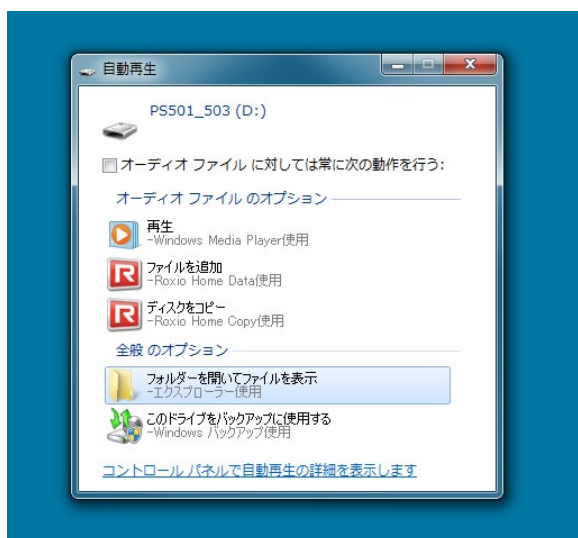 自動再生
PS501_503 (D:)
オーディオ ファイル に対しては常に次の動作を行う:
オーディオ ファイル のオプション
再生
-Windows Media Player使用
ファイルを追加
-Roxio Home Data使用
ディスクをコピー
-Roxio Home Copy使用
全般 のオプション
フォルダーを開いてファイルを表示
-エクスプローラー使用
このドライブをバックアップに使用する
-Windows バックアップ使用
コントロール パネルで自動再生の詳細を表示します